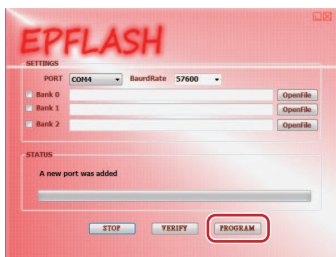 EPFLASH
SETTINGS
PORT COM4 BaurdRate 57600
Bank 0 OpenFile
Bank 1 OpenFile
Bank 2 OpenFile
STATUS
A new port was added
STOP VERIFY PROGRAM